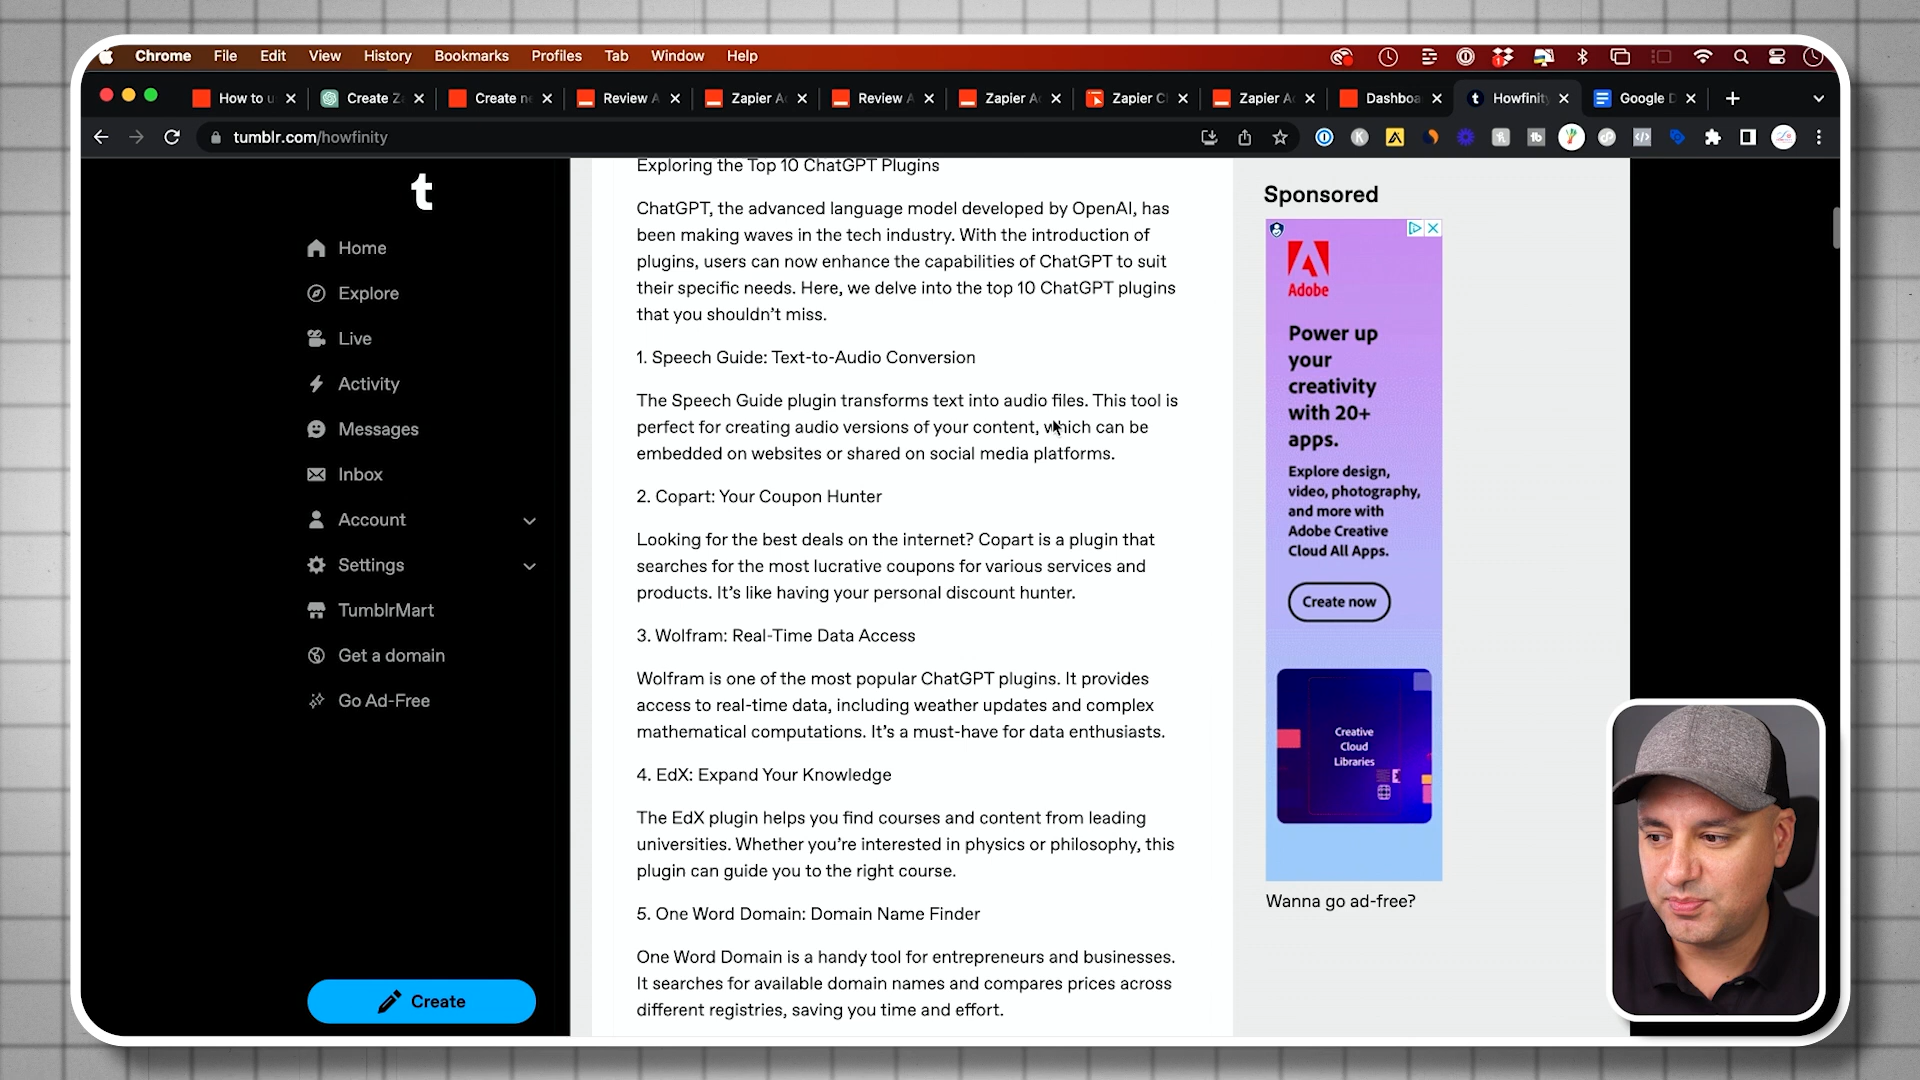 Chrome File Edit View History Bookmarks Profiles Tab Window Help
How to u Create Z Create n Review A Zapier A Review A Zapier A Zapier C Zapier A Dashboa Howfinity Google D
tumblr.com/howfinity
t
Home
Explore
Live
Activity
Messages
Inbox
Account
Settings
TumblrMart
Get a domain
Go Ad-Free
Create
Exploring the Top 10 ChatGPT Plugins
ChatGPT, the advanced language model developed by OpenAI, has
been making waves in the tech industry. With the introduction of
plugins, users can now enhance the capabilities of ChatGPT to suit
their specific needs. Here, we delve into the top 10 ChatGPT plugins
that you shouldn’t miss.
1. Speech Guide: Text-to-Audio Conversion
The Speech Guide plugin transforms text into audio files. This tool is
perfect for creating audio versions of your content, which can be
embedded on websites or shared on social media platforms.
2. Copart: Your Coupon Hunter
Looking for the best deals on the internet? Copart is a plugin that
searches for the most lucrative coupons for various services and
products. It’s like having your personal discount hunter.
3. Wolfram: Real-Time Data Access
Wolfram is one of the most popular ChatGPT plugins. It provides
access to real-time data, including weather updates and complex
mathematical computations. It’s a must-have for data enthusiasts.
4. EdX: Expand Your Knowledge
The EdX plugin helps you find courses and content from leading
universities. Whether you’re interested in physics or philosophy, this
plugin can guide you to the right course.
5. One Word Domain: Domain Name Finder
One Word Domain is a handy tool for entrepreneurs and businesses.
It searches for available domain names and compares prices across
different registries, saving you time and effort.
Sponsored
Adobe
Power up
your
creativity
with 20+
apps.
Explore design,
video, photography,
and more with
Adobe Creative
Cloud All Apps.
Create now
Creative
Cloud
Libraries
Wanna go ad-free?